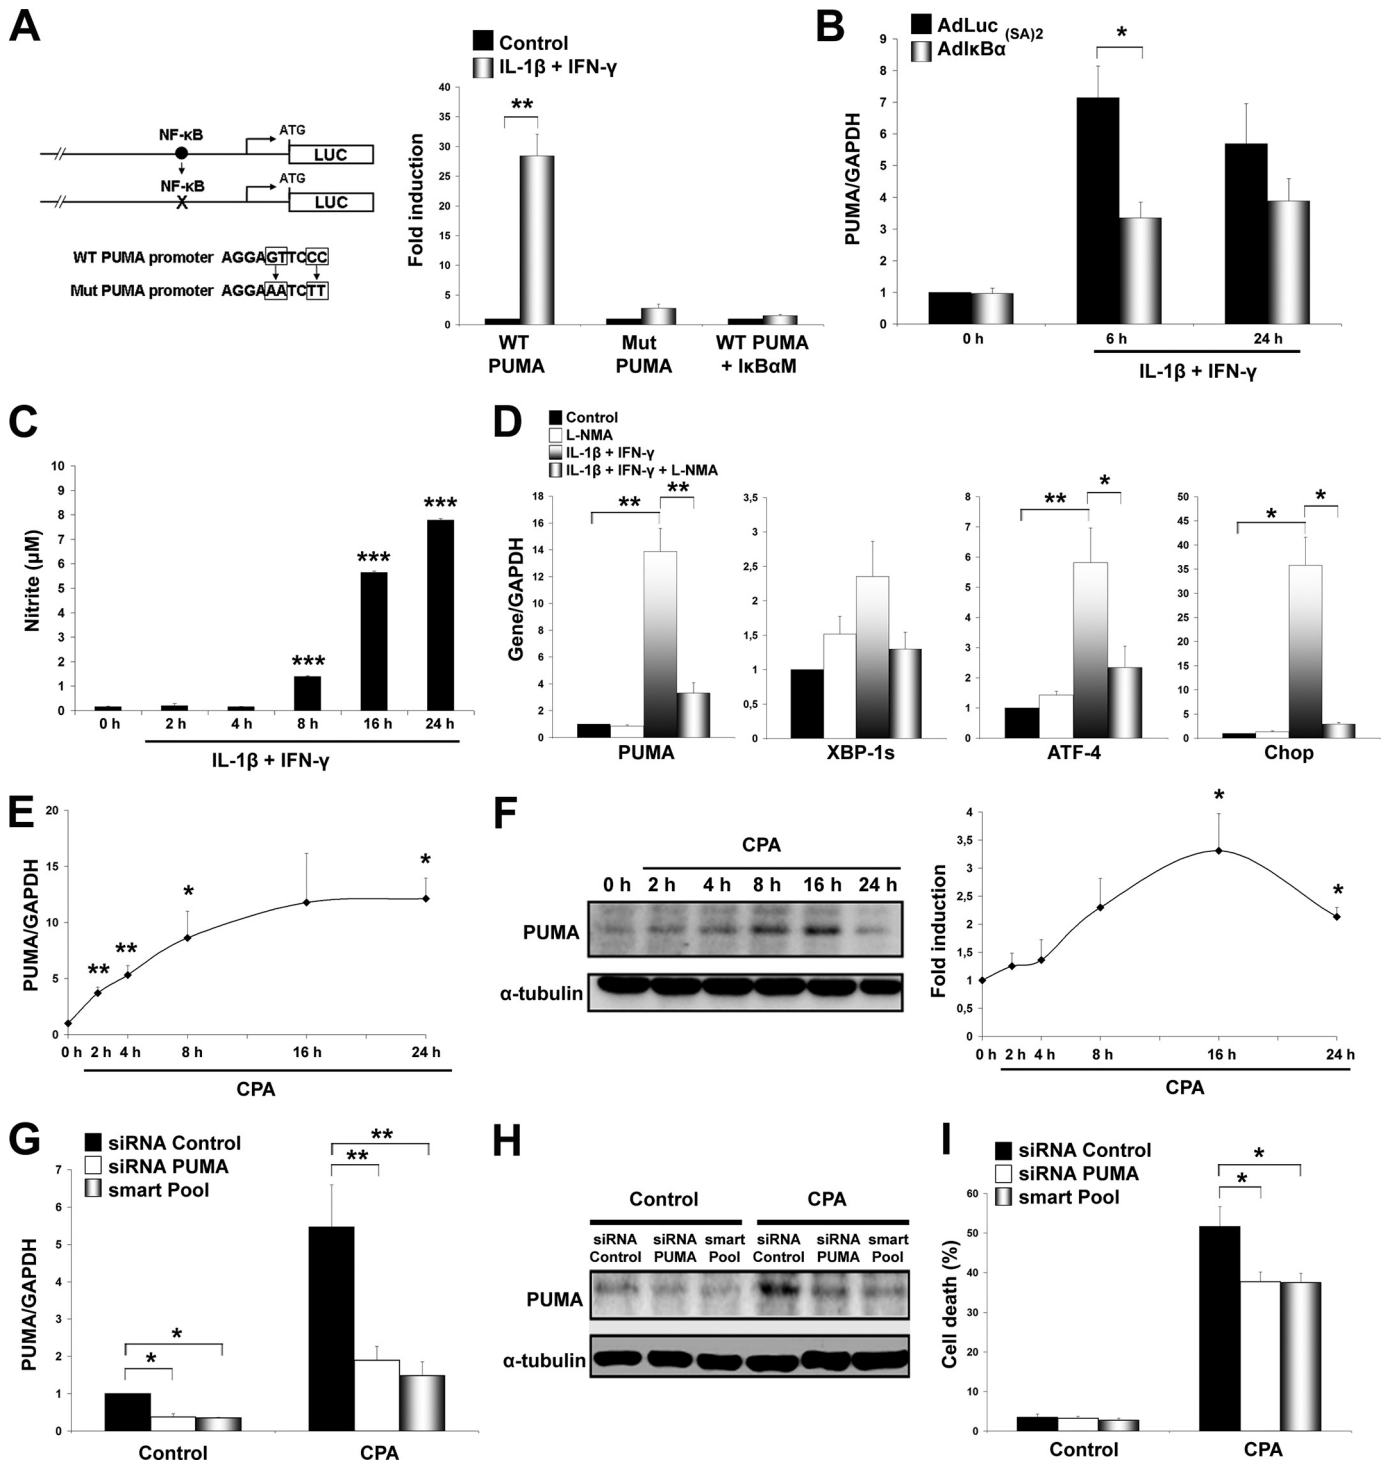 A
NF-κB
ATG
LUC
NF-κB
X
ATG
LUC
WT PUMA promoter AGGAGTTCCC
Mut PUMA promoter AGGAAATCTT
Control
IL-1β + IFN-γ
Fold induction
40
35
30
25
20
15
10
5
0
**
WT
PUMA
Mut
PUMA
WT PUMA
+ IκBαM
B
AdLuc (SA)2
AdIκBα
PUMA/GAPDH
9
8
7
6
5
4
3
2
1
0
*
0 h
6 h
24 h
IL-1β + IFN-γ
C
Nitrite (μM)
10
9
8
7
6
5
4
3
2
1
0
***
***
***
0 h
2 h
4 h
8 h
16 h
24 h
IL-1β + IFN-γ
D
Control
L-NMA
IL-1β + IFN-γ
IL-1β + IFN-γ + L-NMA
Gene/GAPDH
18
16
14
12
10
8
6
4
2
0
**
**
PUMA
3,5
3
2,5
2
1,5
1
0,5
0
XBP-1s
8
7
6
5
4
3
2
1
0
**
*
ATF-4
50
45
40
35
30
25
20
15
10
5
0
*
*
Chop
E
PUMA/GAPDH
20
15
10
5
0
**
**
*
*
0 h
2 h
4 h
8 h
16 h
24 h
CPA
F
CPA
0 h
2 h
4 h
8 h
16 h
24 h
PUMA
α-tubulin
Fold induction
4
3,5
3
2,5
2
1,5
1
0,5
0
*
*
0 h
2 h
4 h
8 h
16 h
24 h
CPA
G
siRNA Control
siRNA PUMA
smart Pool
PUMA/GAPDH
7
6
5
4
3
2
1
0
*
*
**
**
Control
CPA
H
Control
CPA
siRNA siRNA smart siRNA siRNA smart
Control PUMA Pool Control PUMA Pool
PUMA
α-tubulin
I
siRNA Control
siRNA PUMA
smart Pool
Cell death (%)
60
50
40
30
20
10
0
*
*
Control
CPA